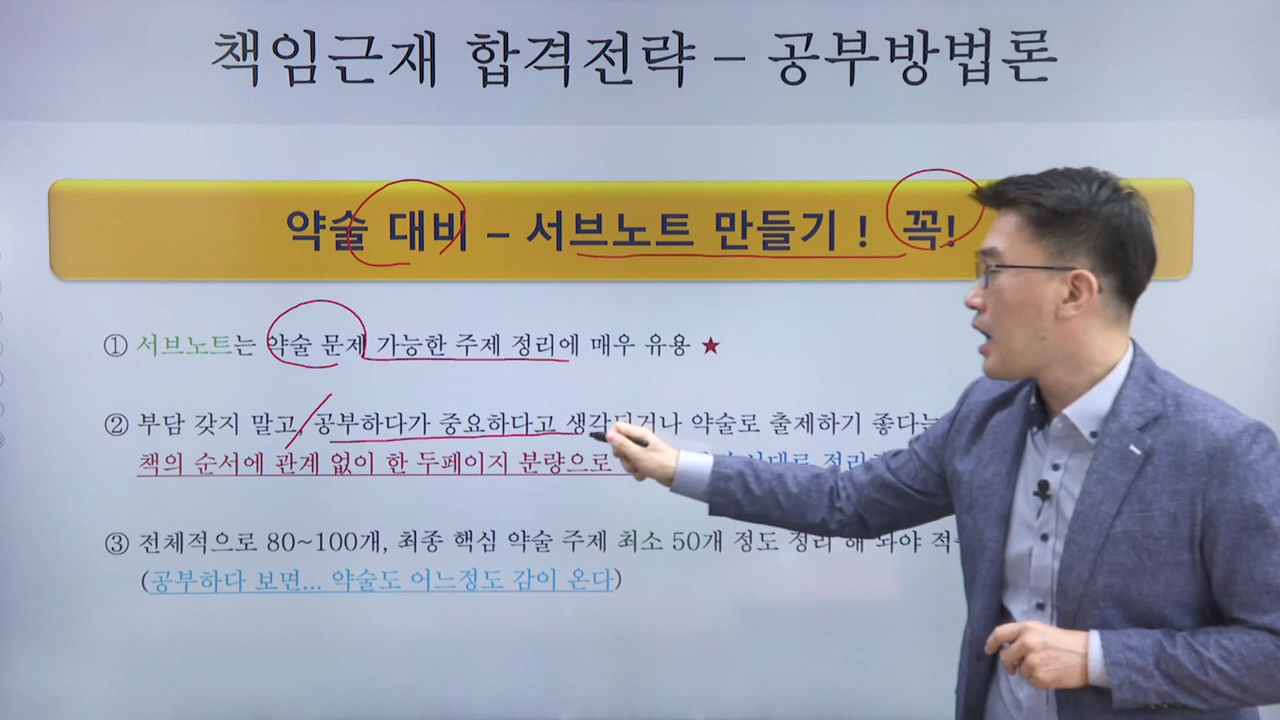 책임근재 합격전략 – 공부방법론
약술 대비 – 서브노트 만들기 ! 꼭!
① 서브노트는 약술 문제 가능한 주제 정리에 매우 유용 ★
② 부담 갖지 말고, 공부하다가 중요하다고 생각되거나 약술로 출제하기 좋다는
책의 순서에 관계 없이 한 두페이지 분량으로
③ 전체적으로 80~100개, 최종 핵심 약술 주제 최소 50개 정도 정리 해 놔야
(공부하다 보면... 약술도 어느정도 감이 온다)